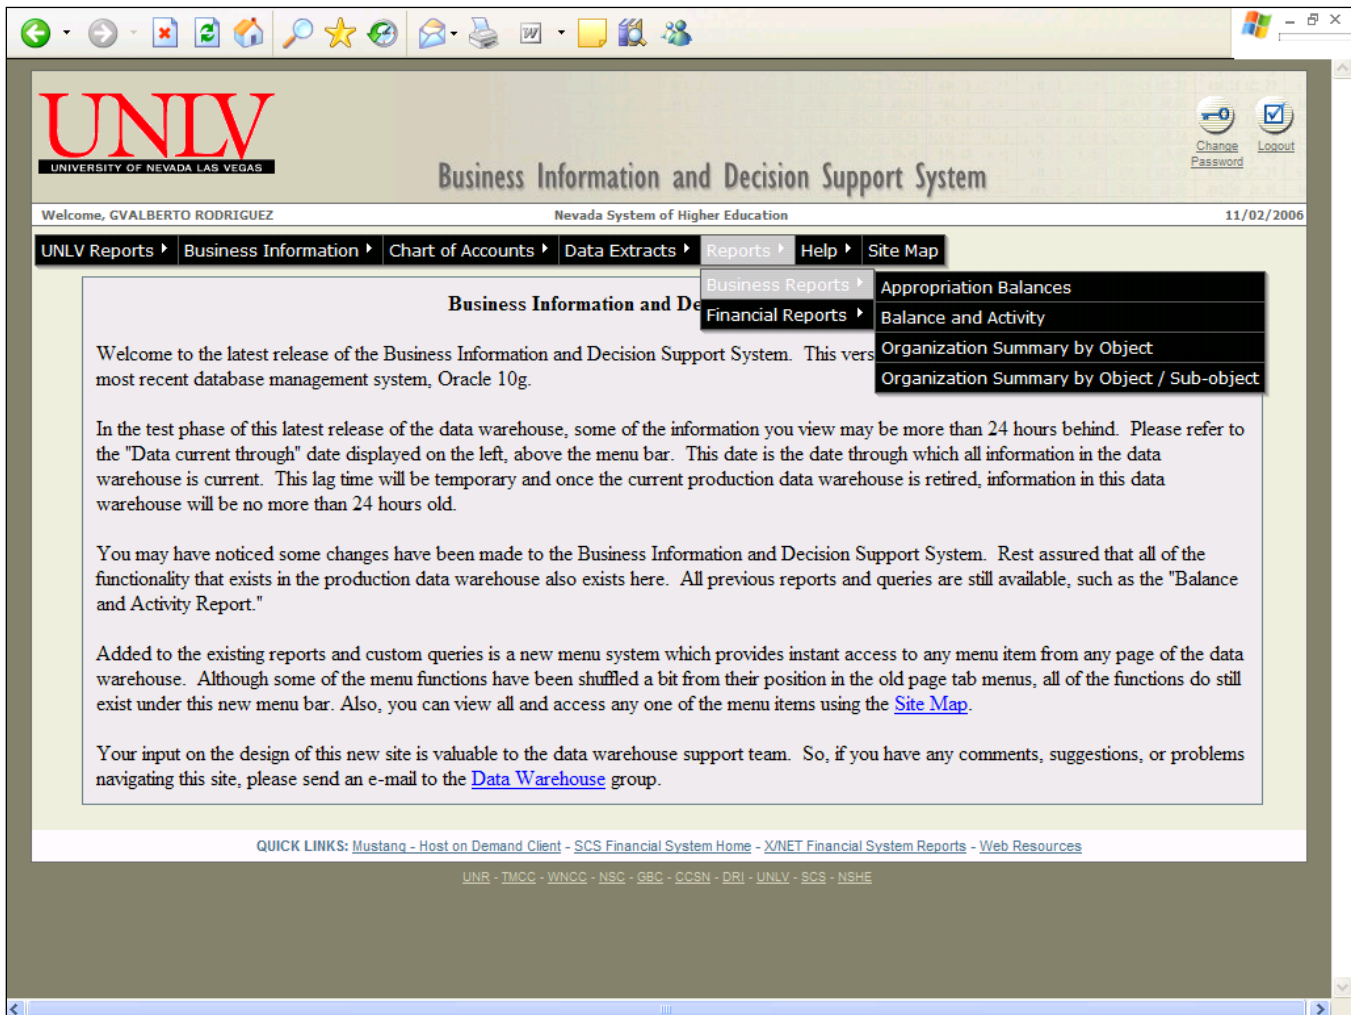 UNLV
UNIVERSITY OF NEVADA LAS VEGAS
Business Information and Decision Support System
Change Password
Logout
Welcome, GVALBERTO RODRIGUEZ
Nevada System of Higher Education
11/02/2006
UNLV Reports
Business Information
Chart of Accounts
Data Extracts
Reports
Help
Site Map
Business Reports
Financial Reports
Appropriation Balances
Balance and Activity
Organization Summary by Object
Organization Summary by Object / Sub-object
Business Information and De
Welcome to the latest release of the Business Information and Decision Support System. This vers
most recent database management system, Oracle 10g.
In the test phase of this latest release of the data warehouse, some of the information you view may be more than 24 hours behind. Please refer to
the "Data current through" date displayed on the left, above the menu bar. This date is the date through which all information in the data
warehouse is current. This lag time will be temporary and once the current production data warehouse is retired, information in this data
warehouse will be no more than 24 hours old.
You may have noticed some changes have been made to the Business Information and Decision Support System. Rest assured that all of the
functionality that exists in the production data warehouse also exists here. All previous reports and queries are still available, such as the "Balance
and Activity Report."
Added to the existing reports and custom queries is a new menu system which provides instant access to any menu item from any page of the data
warehouse. Although some of the menu functions have been shuffled a bit from their position in the old page tab menus, all of the functions do still
exist under this new menu bar. Also, you can view all and access any one of the menu items using the Site Map.
Your input on the design of this new site is valuable to the data warehouse support team. So, if you have any comments, suggestions, or problems
navigating this site, please send an e-mail to the Data Warehouse group.
QUICK LINKS: Mustang - Host on Demand Client - SCS Financial System Home - X/NET Financial System Reports - Web Resources
UNR - TMCC - WNCC - NSC - GBC - CCSN - DRI - UNLV - SCS - NSHE